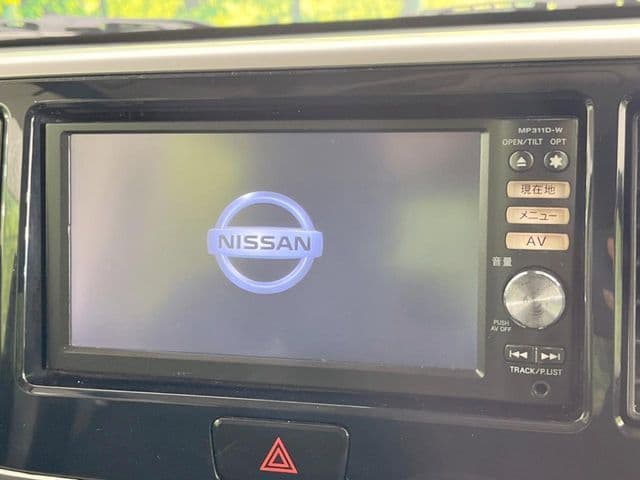 MP311D-W
OPEN/TILT OPT
現在地
メニュー
AV
音量
NISSAN
PUSH
AV OFF
TRACK/P.LIST